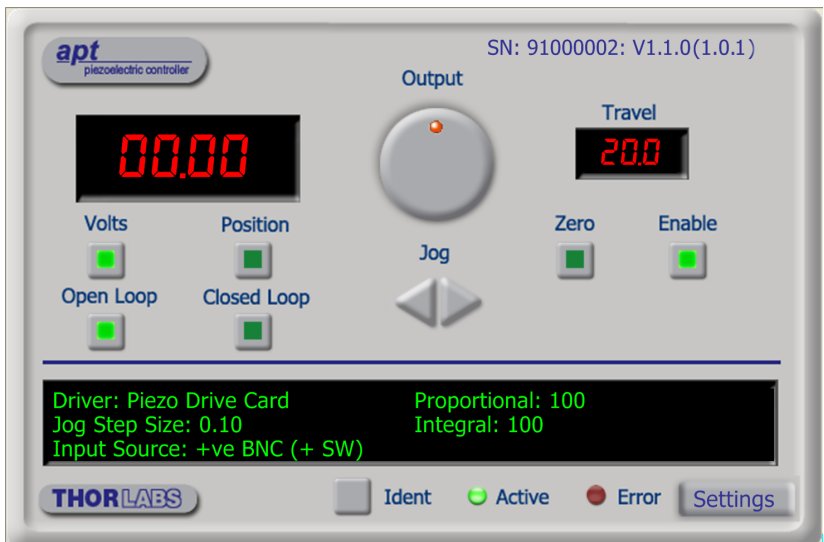 apt
piezoelectric controller
SN: 91000002: V1.1.0(1.0.1)
Output
Travel
00.00
20.0
Volts
Position
Zero
Enable
Jog
Open Loop
Closed Loop
Driver: Piezo Drive Card
Proportional: 100
Jog Step Size: 0.10
Integral: 100
Input Source: +ve BNC (+ SW)
THORLABS
Ident
Active
Error
Settings